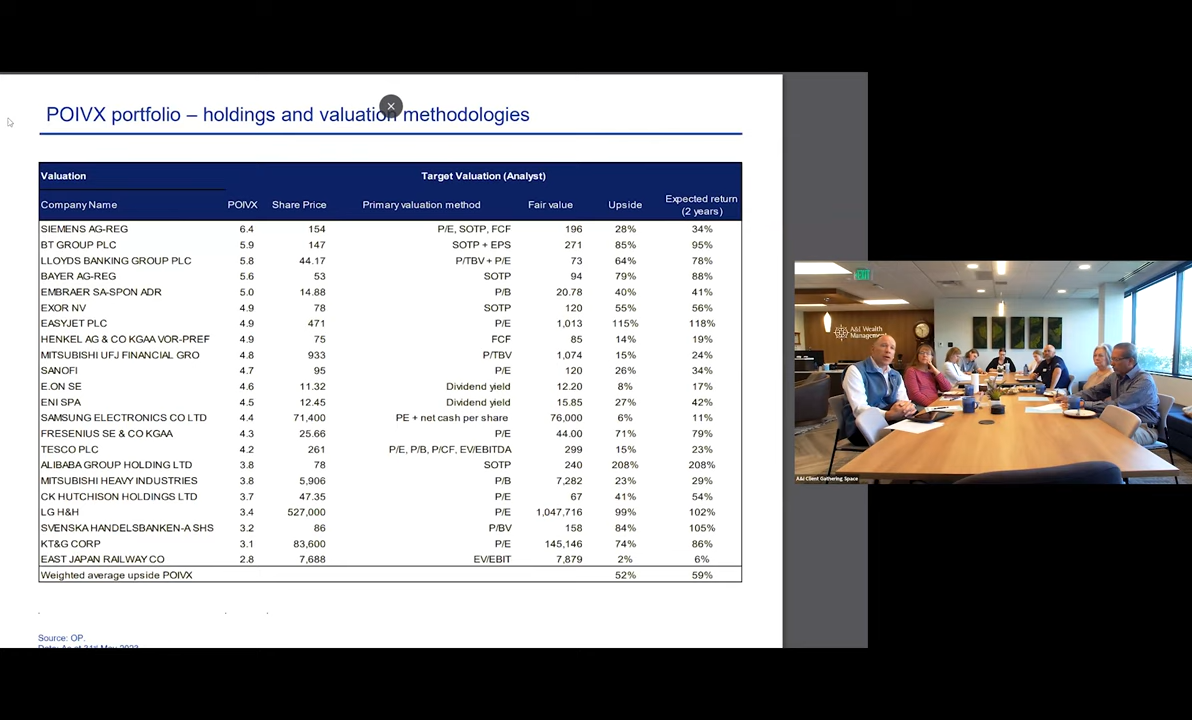 POIVX portfolio – holdings and valuation methodologies
Valuation Target Valuation (Analyst)
Company Name POIVX Share Price Primary valuation method Fair value Upside Expected return (2 years)
SIEMENS AG-REG 6.4 154 P/E, SOTP, FCF 196 28% 34%
BT GROUP PLC 5.9 147 SOTP + EPS 271 85% 95%
LLOYDS BANKING GROUP PLC 5.8 44.17 P/TBV + P/E 73 64% 78%
BAYER AG-REG 5.6 53 SOTP 94 79% 88%
EMBRAER SA-SPON ADR 5.0 14.88 P/B 20.78 40% 41%
EXOR NV 4.9 78 SOTP 120 55% 56%
EASYJET PLC 4.9 471 P/E 1,013 115% 118%
HENKEL AG & CO KGAA VOR-PREF 4.9 75 FCF 85 14% 19%
MITSUBISHI UFJ FINANCIAL GRO 4.8 933 P/TBV 1,074 15% 24%
SANOFI 4.7 95 P/E 120 26% 34%
E.ON SE 4.6 11.32 Dividend yield 12.20 8% 17%
ENI SPA 4.5 12.45 Dividend yield 15.85 27% 42%
SAMSUNG ELECTRONICS CO LTD 4.4 71,400 PE + net cash per share 76,000 6% 11%
FRESENIUS SE & CO KGAA 4.3 25.66 P/E 44.00 71% 79%
TESCO PLC 4.2 261 P/E, P/B, P/CF, EV/EBITDA 299 15% 23%
ALIBABA GROUP HOLDING LTD 3.8 78 SOTP 240 208% 208%
MITSUBISHI HEAVY INDUSTRIES 3.8 5,906 P/B 7,282 23% 29%
CK HUTCHISON HOLDINGS LTD 3.7 47.35 P/E 67 41% 54%
LG H&H 3.4 527,000 P/E 1,047,716 99% 102%
SVENSKA HANDELSBANKEN-A SHS 3.2 86 P/BV 158 84% 105%
KT&G CORP 3.1 83,600 P/E 145,146 74% 86%
EAST JAPAN RAILWAY CO 2.8 7,688 EV/EBIT 7,879 2% 6%
Weighted average upside POIVX 52% 59%
Source: OP.
Data: As at 31st May 2023
EXIT
A&I Wealth
Management
A&I Client Gathering Space